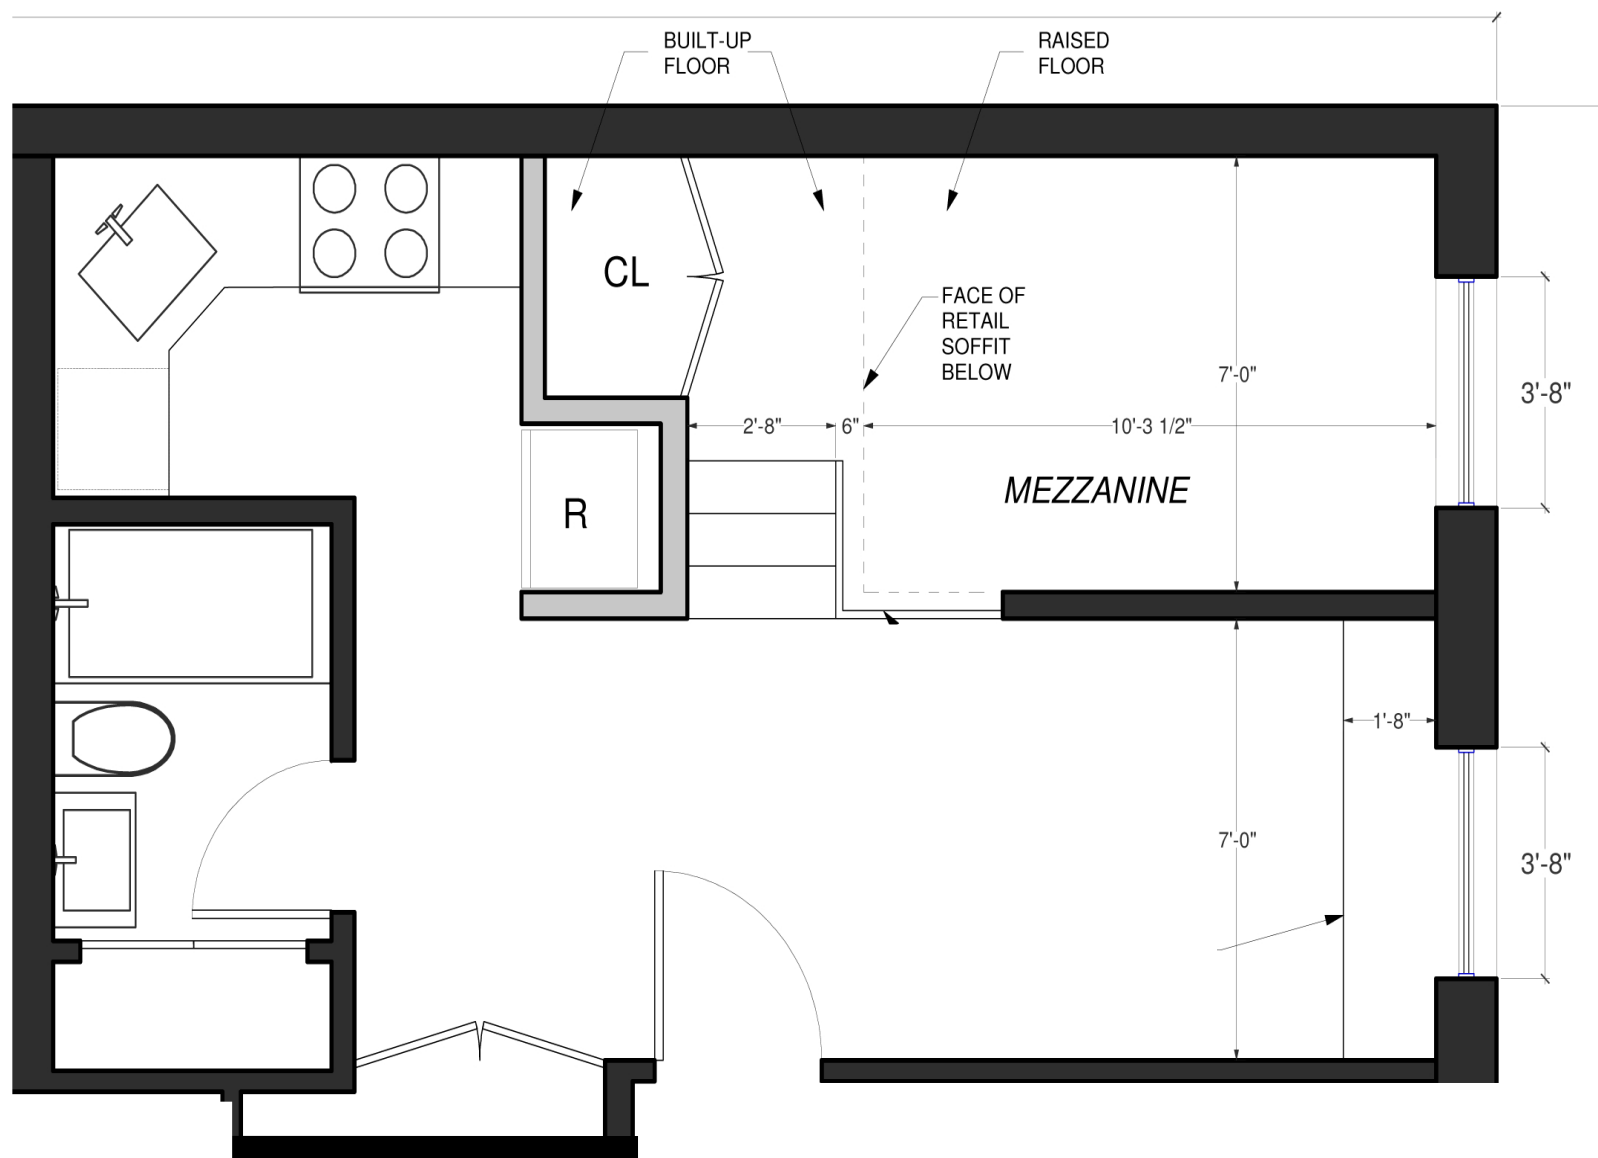 BUILT-UP
FLOOR
RAISED
FLOOR
CL
FACE OF
RETAIL
SOFFIT
BELOW
7'-0"
3'-8"
2'-8"
6"
10'-3 1/2"
MEZZANINE
R
1'-8"
7'-0"
3'-8"